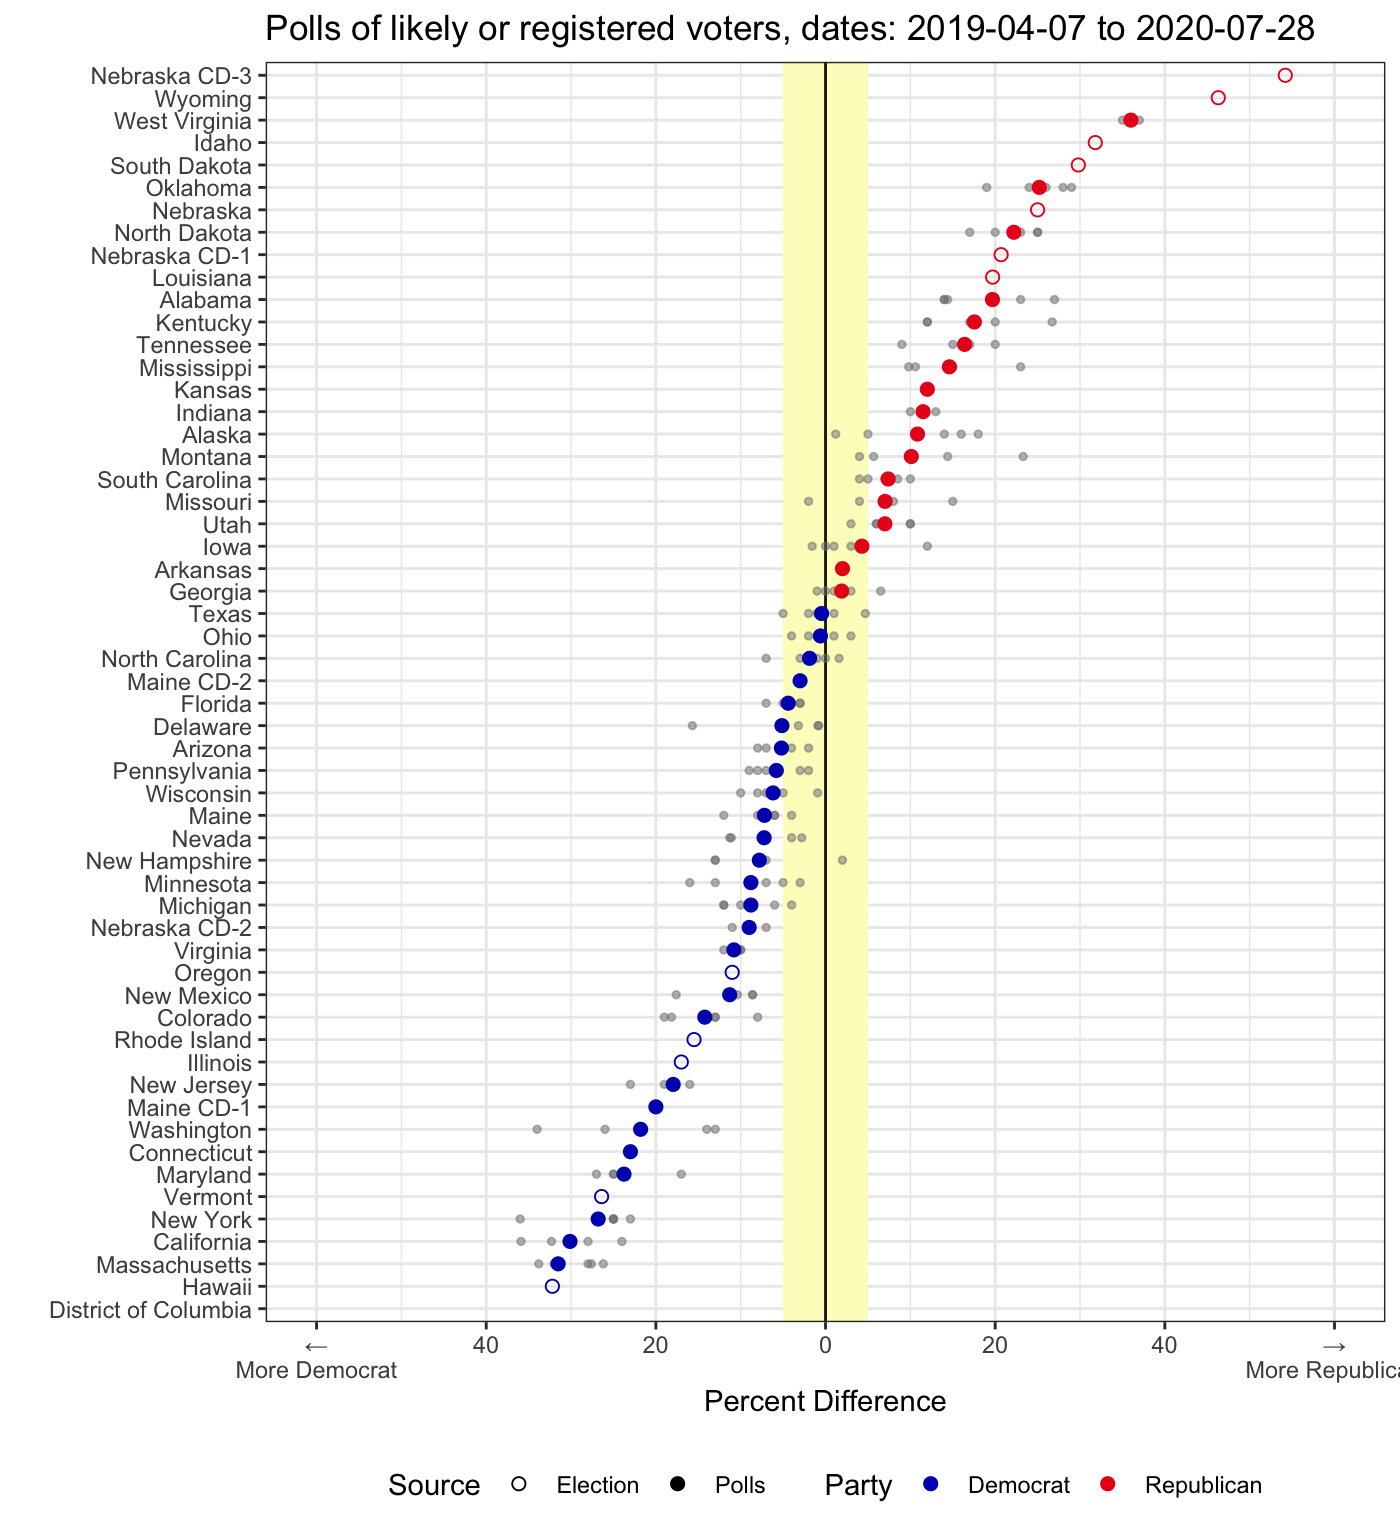 Polls of likely or registered voters, dates: 2019-04-07 to 2020-07-28
Nebraska CD-3
Wyoming
West Virginia
Idaho
South Dakota
Oklahoma
Nebraska
North Dakota
Nebraska CD-1
Louisiana
Alabama
Kentucky
Tennessee
Mississippi
Kansas
Indiana
Alaska
Montana
South Carolina
Missouri
Utah
Iowa
Arkansas
Georgia
Texas
Ohio
North Carolina
Maine CD-2
Florida
Delaware
Arizona
Pennsylvania
Wisconsin
Maine
Nevada
New Hampshire
Minnesota
Michigan
Nebraska CD-2
Virginia
Oregon
New Mexico
Colorado
Rhode Island
Illinois
New Jersey
Maine CD-1
Washington
Connecticut
Maryland
Vermont
New York
California
Massachusetts
Hawaii
District of Columbia
← 40 20 0 20 40 →
More Democrat More Republica
Percent Difference
Source Election Polls Party Democrat Republican